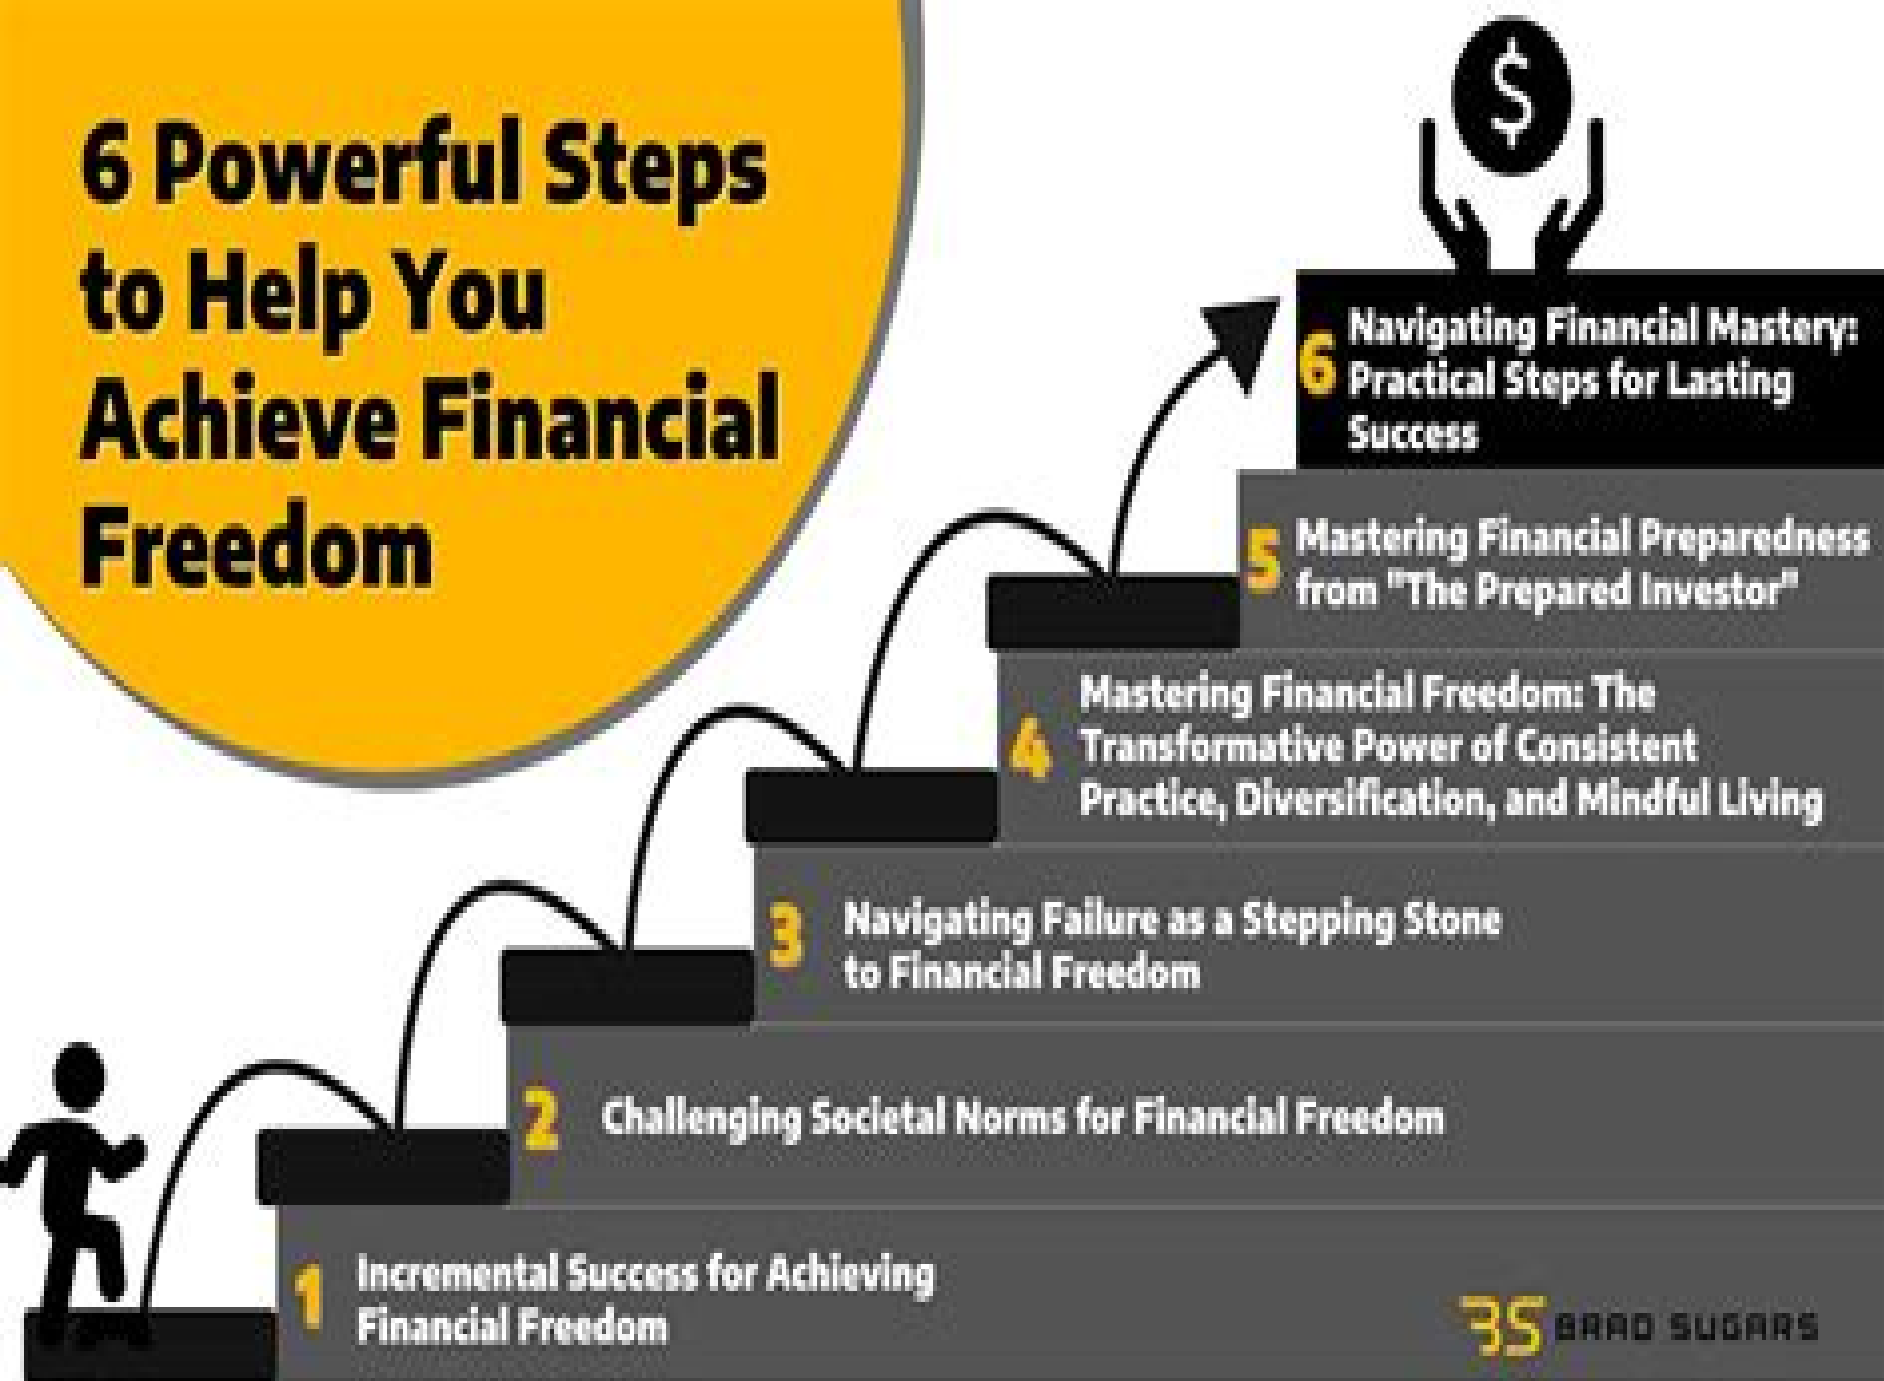 6 Powerful Steps
to Help You
Achieve Financial
Freedom
$
6
Navigating Financial Mastery:
Practical Steps for Lasting
Success
5
Mastering Financial Preparedness
from "The Prepared Investor"
4
Mastering Financial Freedom: The
Transformative Power of Consistent
Practice, Diversification, and Mindful Living
3
Navigating Failure as a Stepping Stone
to Financial Freedom
2
Challenging Societal Norms for Financial Freedom
1
Incremental Success for Achieving
Financial Freedom
BS BRAD SUGARS